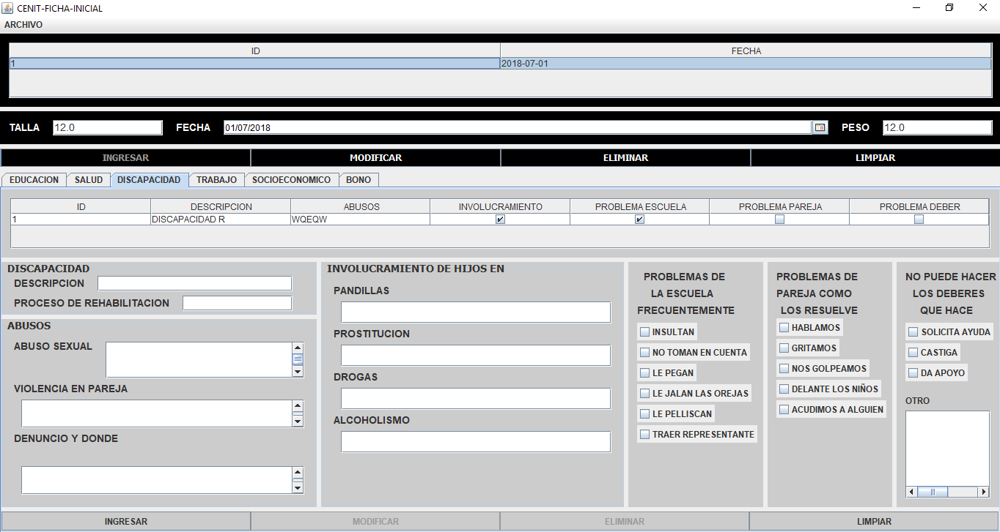 CENIT-FICHA-INICIAL
ARCHIVO
ID FECHA
1 2018-07-01
TALLA 12.0 FECHA 01/07/2018 PESO 12.0
INGRESAR MODIFICAR ELIMINAR LIMPIAR
EDUCACION SALUD DISCAPACIDAD TRABAJO SOCIOECONOMICO BONO
ID DESCRIPCION ABUSOS INVOLUCRAMIENTO PROBLEMA ESCUELA PROBLEMA PAREJA PROBLEMA DEBER
1 DISCAPACIDAD R WQEQW
DISCAPACIDAD
DESCRIPCION
PROCESO DE REHABILITACION
ABUSOS
ABUSO SEXUAL
VIOLENCIA EN PAREJA
DENUNCIO Y DONDE
INVOLUCRAMIENTO DE HIJOS EN
PANDILLAS
PROSTITUCION
DROGAS
ALCOHOLISMO
PROBLEMAS DE
LA ESCUELA
FRECUENTEMENTE
INSULTAN
NO TOMAN EN CUENTA
LE PEGAN
LE JALAN LAS OREJAS
LE PELLISCAN
TRAER REPRESENTANTE
PROBLEMAS DE
PAREJA COMO
LOS RESUELVE
HABLAMOS
GRITAMOS
NOS GOLPEAMOS
DELANTE LOS NIÑOS
ACUDIMOS A ALGUIEN
NO PUEDE HACER
LOS DEBERES
QUE HACE
SOLICITA AYUDA
CASTIGA
DA APOYO
OTRO
INGRESAR MODIFICAR ELIMINAR LIMPIAR